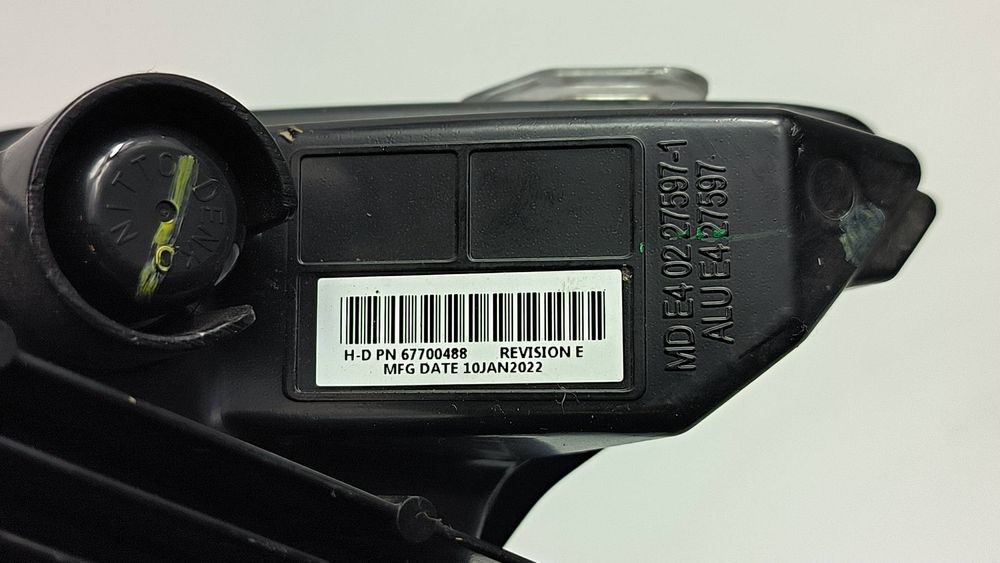 NITTO DENKO
H-D PN 67700488 REVISION E
MFG DATE 10JAN2022
MD E4 02 27597-1
ALU E4 27597